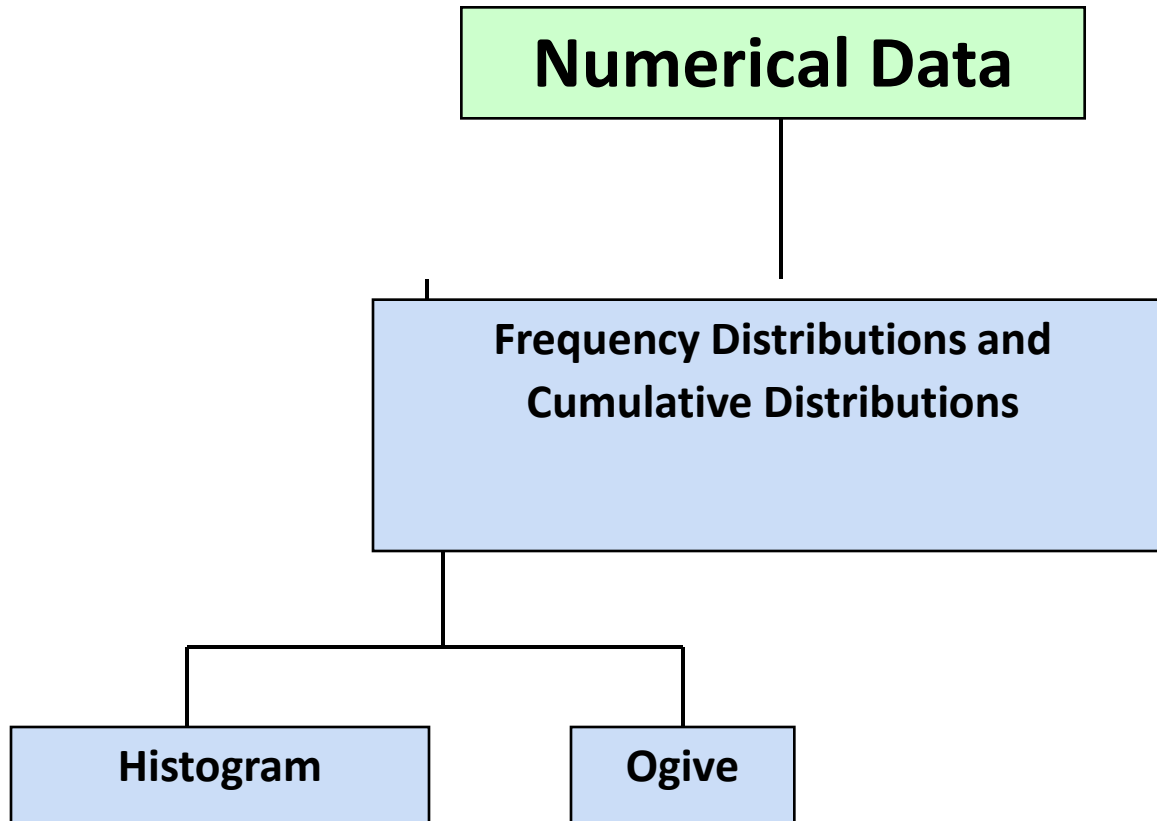 Numerical Data
Frequency Distributions and
Cumulative Distributions
Histogram
Ogive